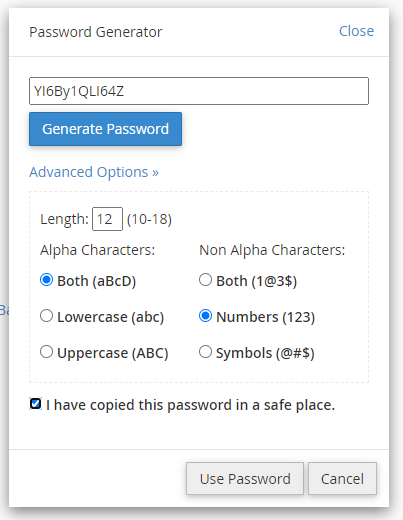 Password Generator
Close
YI6By1QLI64Z
Generate Password
Advanced Options »
Length: 12 (10-18)
Alpha Characters: Non Alpha Characters:
Both (aBcD) Both (1@3$)
Lowercase (abc) Numbers (123)
Uppercase (ABC) Symbols (@#$)
I have copied this password in a safe place.
Use Password Cancel
Ba